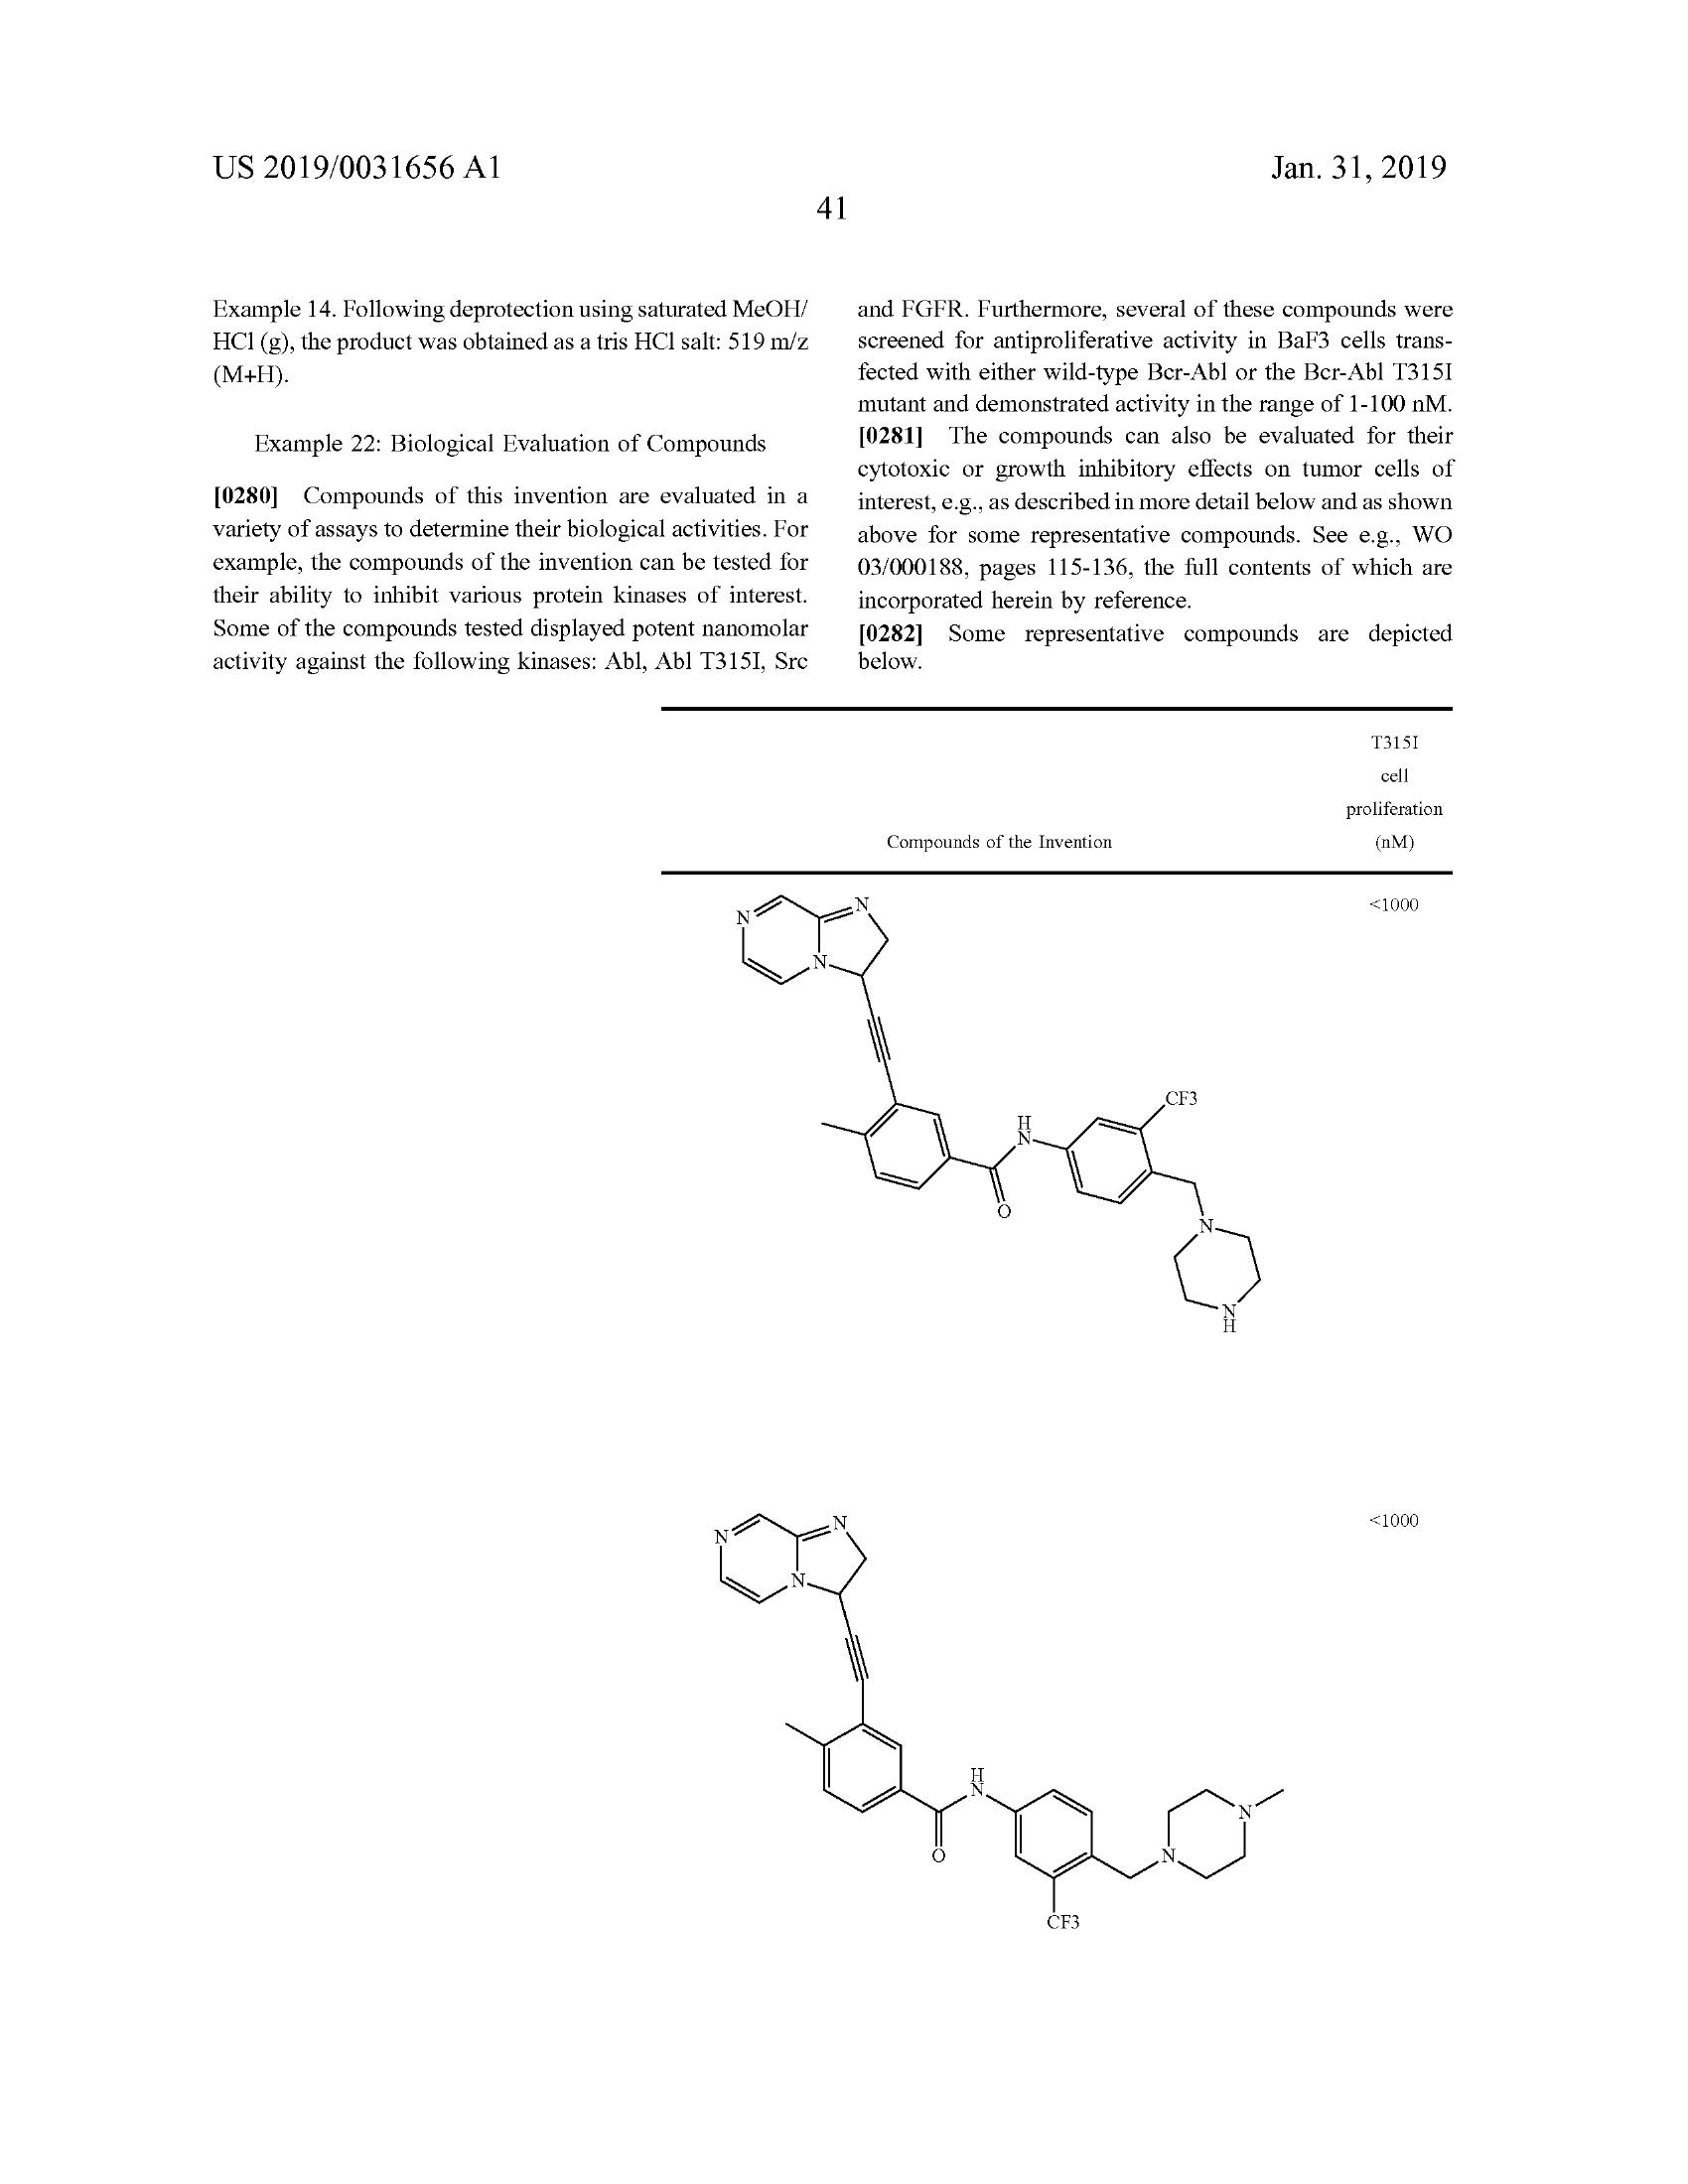 US 2019/0031656 A1
Jan. 31, 2019
41
Example 14. Following deprotection using saturated MeOH/
HCl (g), the product was obtained as a tris HCl salt: 519 m/z
(M+H).
Example 22: Biological Evaluation of Compounds
[0280] Compounds of this invention are evaluated in a
variety of assays to determine their biological activities. For
example, the compounds of the invention can be tested for
their ability to inhibit various protein kinases of interest.
Some of the compounds tested displayed potent nanomolar
activity against the following kinases: Abl, Abl T315I, Src
and FGFR. Furthermore, several of these compounds were
screened for antiproliferative activity in BaF3 cells trans-
fected with either wild-type Bcr-Abl or the Bcr-Abl T315I
mutant and demonstrated activity in the range of 1-100 nM.
[0281] The compounds can also be evaluated for their
cytotoxic or growth inhibitory effects on tumor cells of
interest, e.g., as described in more detail below and as shown
above for some representative compounds. See e.g., WO
03/000188, pages 115-136, the full contents of which are
incorporated herein by reference.
[0282] Some representative compounds are depicted
below.
T315I
cell
proliferation
Compounds of the Invention (nM)
<1000
N
N
N
CF3
H
N
O
N
N
H
<1000
N
N
N
H
N
N
N
O
CF3